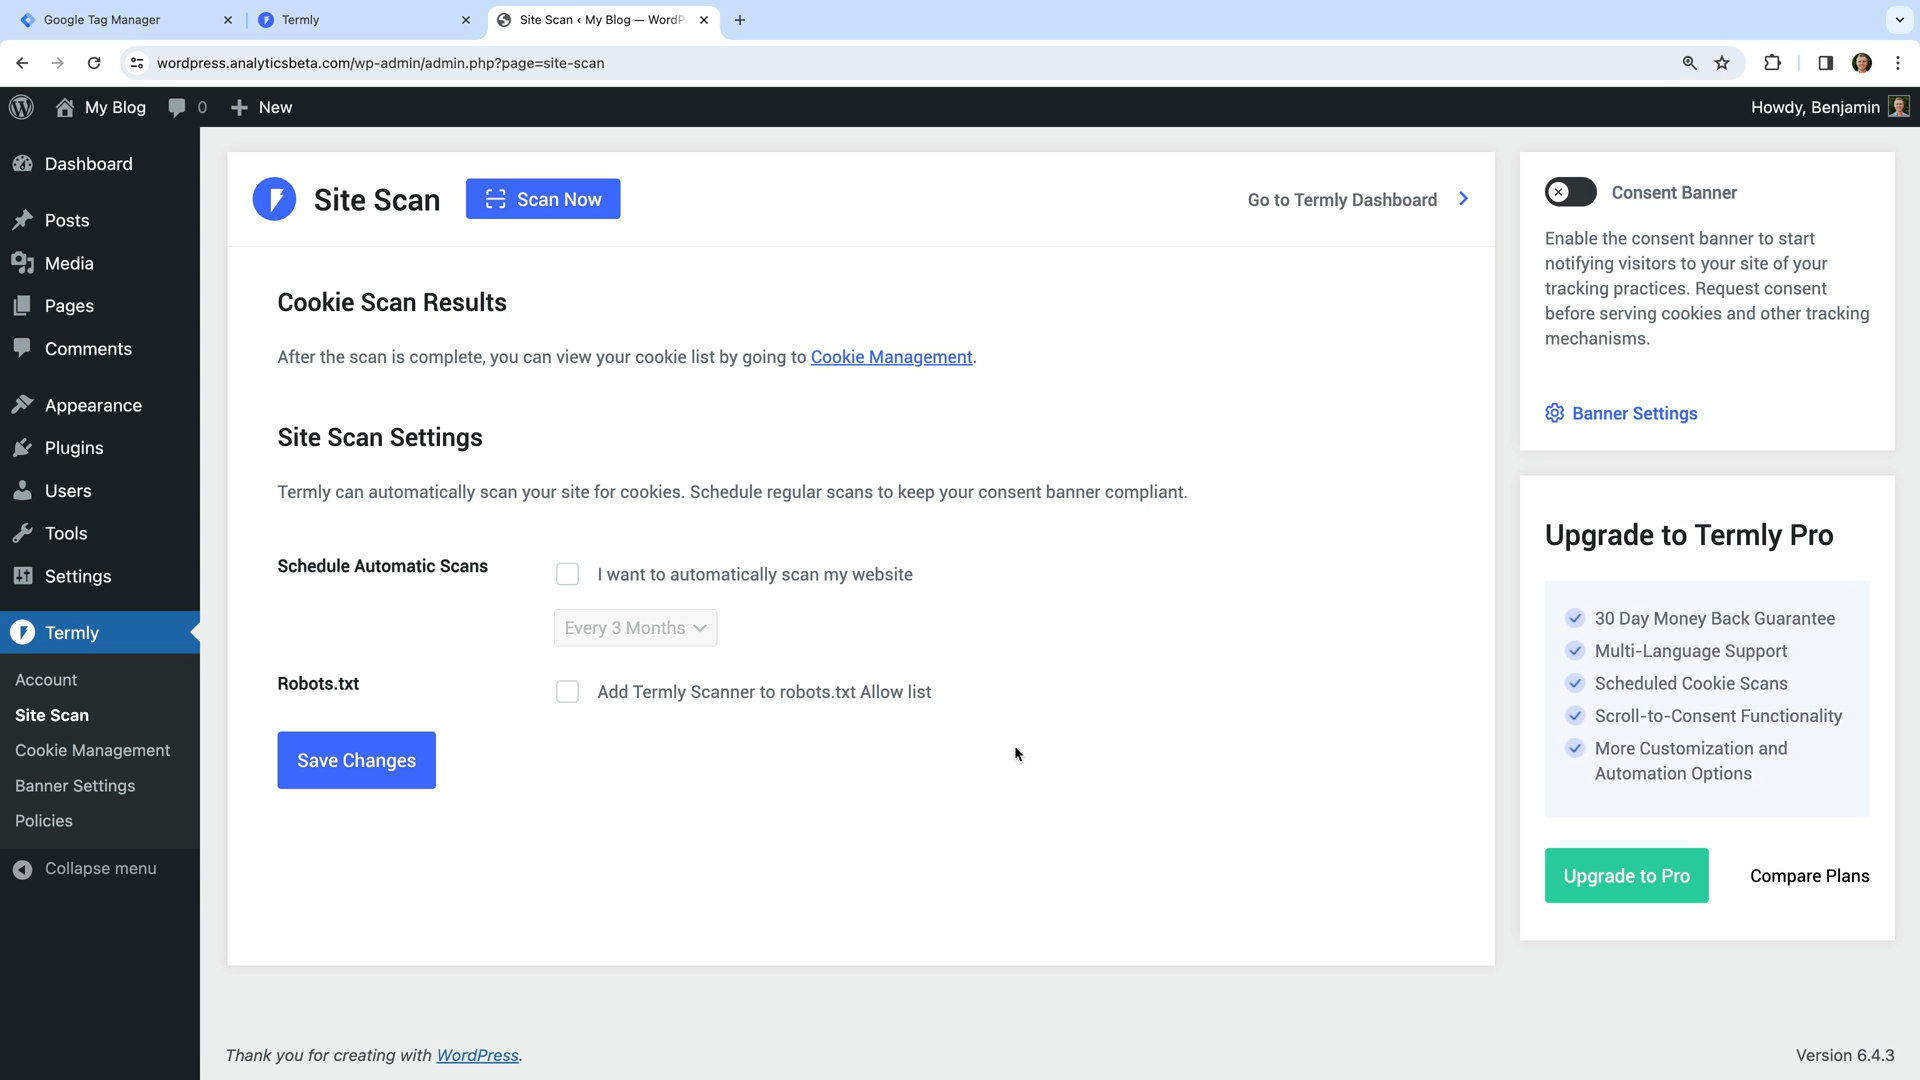 Google Tag Manager
Termly
Site Scan ‹ My Blog — WordP
wordpress.analyticsbeta.com/wp-admin/admin.php?page=site-scan
My Blog
0
New
Howdy, Benjamin
Dashboard
Posts
Media
Pages
Comments
Appearance
Plugins
Users
Tools
Settings
Termly
Account
Site Scan
Cookie Management
Banner Settings
Policies
Collapse menu
Site Scan
Scan Now
Go to Termly Dashboard
Cookie Scan Results
After the scan is complete, you can view your cookie list by going to Cookie Management.
Site Scan Settings
Termly can automatically scan your site for cookies. Schedule regular scans to keep your consent banner compliant.
Schedule Automatic Scans
I want to automatically scan my website
Every 3 Months
Robots.txt
Add Termly Scanner to robots.txt Allow list
Save Changes
Consent Banner
Enable the consent banner to start
notifying visitors to your site of your
tracking practices. Request consent
before serving cookies and other tracking
mechanisms.
Banner Settings
Upgrade to Termly Pro
30 Day Money Back Guarantee
Multi-Language Support
Scheduled Cookie Scans
Scroll-to-Consent Functionality
More Customization and
Automation Options
Upgrade to Pro
Compare Plans
Thank you for creating with WordPress.
Version 6.4.3